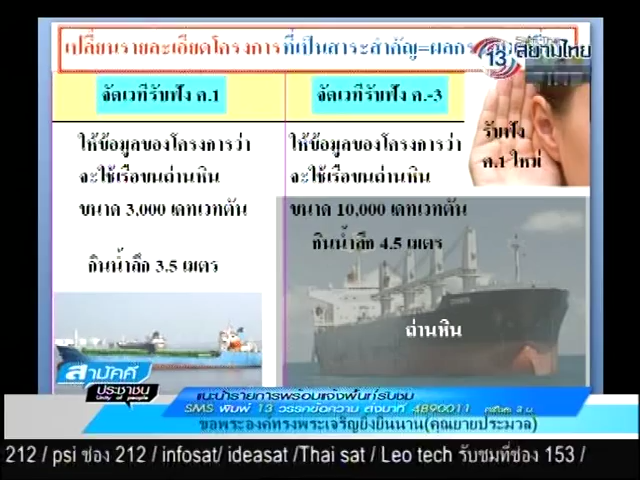 เปลี่ยนรายละเอียดโครงการที่เป็นสาระสำคัญ=ผลกระ
13 สยามไทย
จัดเวทีรับฟัง ค.1
จัดเวทีรับฟัง ค.-3
ให้ข้อมูลของโครงการว่า
จะใช้เรือขนถ่านหิน
ขนาด 3,000 เดทเวทตัน
กินน้ำลึก 3.5 เมตร
ให้ข้อมูลของโครงการว่า
จะใช้เรือขนถ่านหิน
ขนาด 10,000 เดทเวทตัน
กินน้ำลึก 4.5 เมตร
รับฟัง
ค.1 ใหม่
ถ่านหิน
สามัคคี
ประชาชน
Unity of people
แนะนำรายการพร้อมแจ้งพื้นที่รับชม
SMS พิมพ์ 13 วรรคข้อความ ส่งมาที่ 4890011
ขอพระองค์ทรงพระเจริญยิ่งยืนนาน(คุณยายประมวล)
212 / psi ช่อง 212 / infosat/ ideasat /Thai sat / Leo tech รับชมที่ช่อง 153 /